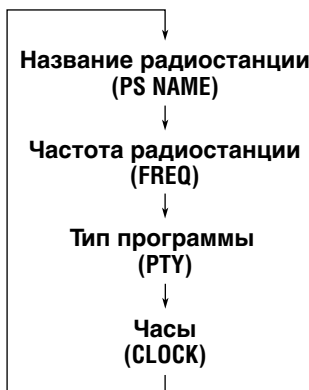 Название радиостанции
(PS NAME)
Частота радиостанции
(FREQ)
Тип программы
(PTY)
Часы
(CLOCK)